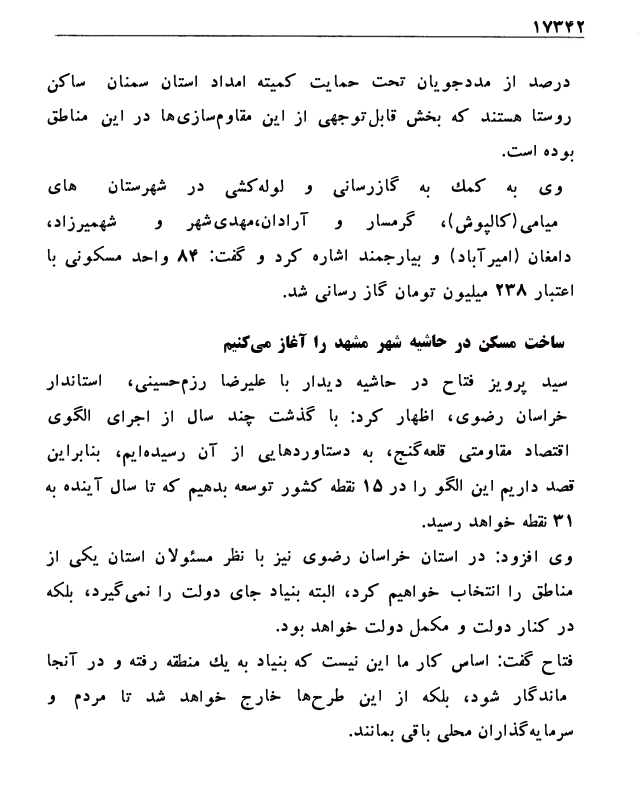 ۱۷۳۴۲
درصد از مددجویان تحت حمایت کمیته امداد استان سمنان ساکن
روستا هستند که بخش قابل‌توجهی از این مقاوم‌سازی‌ها در این مناطق
بوده است.
وی به کمك به گازرسانی و لوله‌کشی در شهرستان های
میامی(کالپوش)، گرمسار و آرادان،مهدی‌شهر و شهمیرزاد،
دامغان (امیرآباد) و بیارجمند اشاره کرد و گفت: ۸۴ واحد مسکونی با
اعتبار ۲۳۸ میلیون تومان گاز رسانی شد.
ساخت مسکن در حاشیه شهر مشهد را آغاز می‌کنیم
سید پرویز فتاح در حاشیه دیدار با علیرضا رزم‌حسینی، استاندار
خراسان رضوی، اظهار کرد: با گذشت چند سال از اجرای الگوی
اقتصاد مقاومتی قلعه‌گنج، به دستاوردهایی از آن رسیده‌ایم، بنابراین
قصد داریم این الگو را در ۱۵ نقطه کشور توسعه بدهیم که تا سال آینده به
۳۱ نقطه خواهد رسید.
وی افزود: در استان خراسان رضوی نیز با نظر مسئولان استان یکی از
مناطق را انتخاب خواهیم کرد، البته بنیاد جای دولت را نمی‌گیرد، بلکه
در کنار دولت و مکمل دولت خواهد بود.
فتاح گفت: اساس کار ما این نیست که بنیاد به یك منطقه رفته و در آنجا
ماندگار شود، بلکه از این طرح‌ها خارج خواهد شد تا مردم و
سرمایه‌گذاران محلی باقی بمانند.